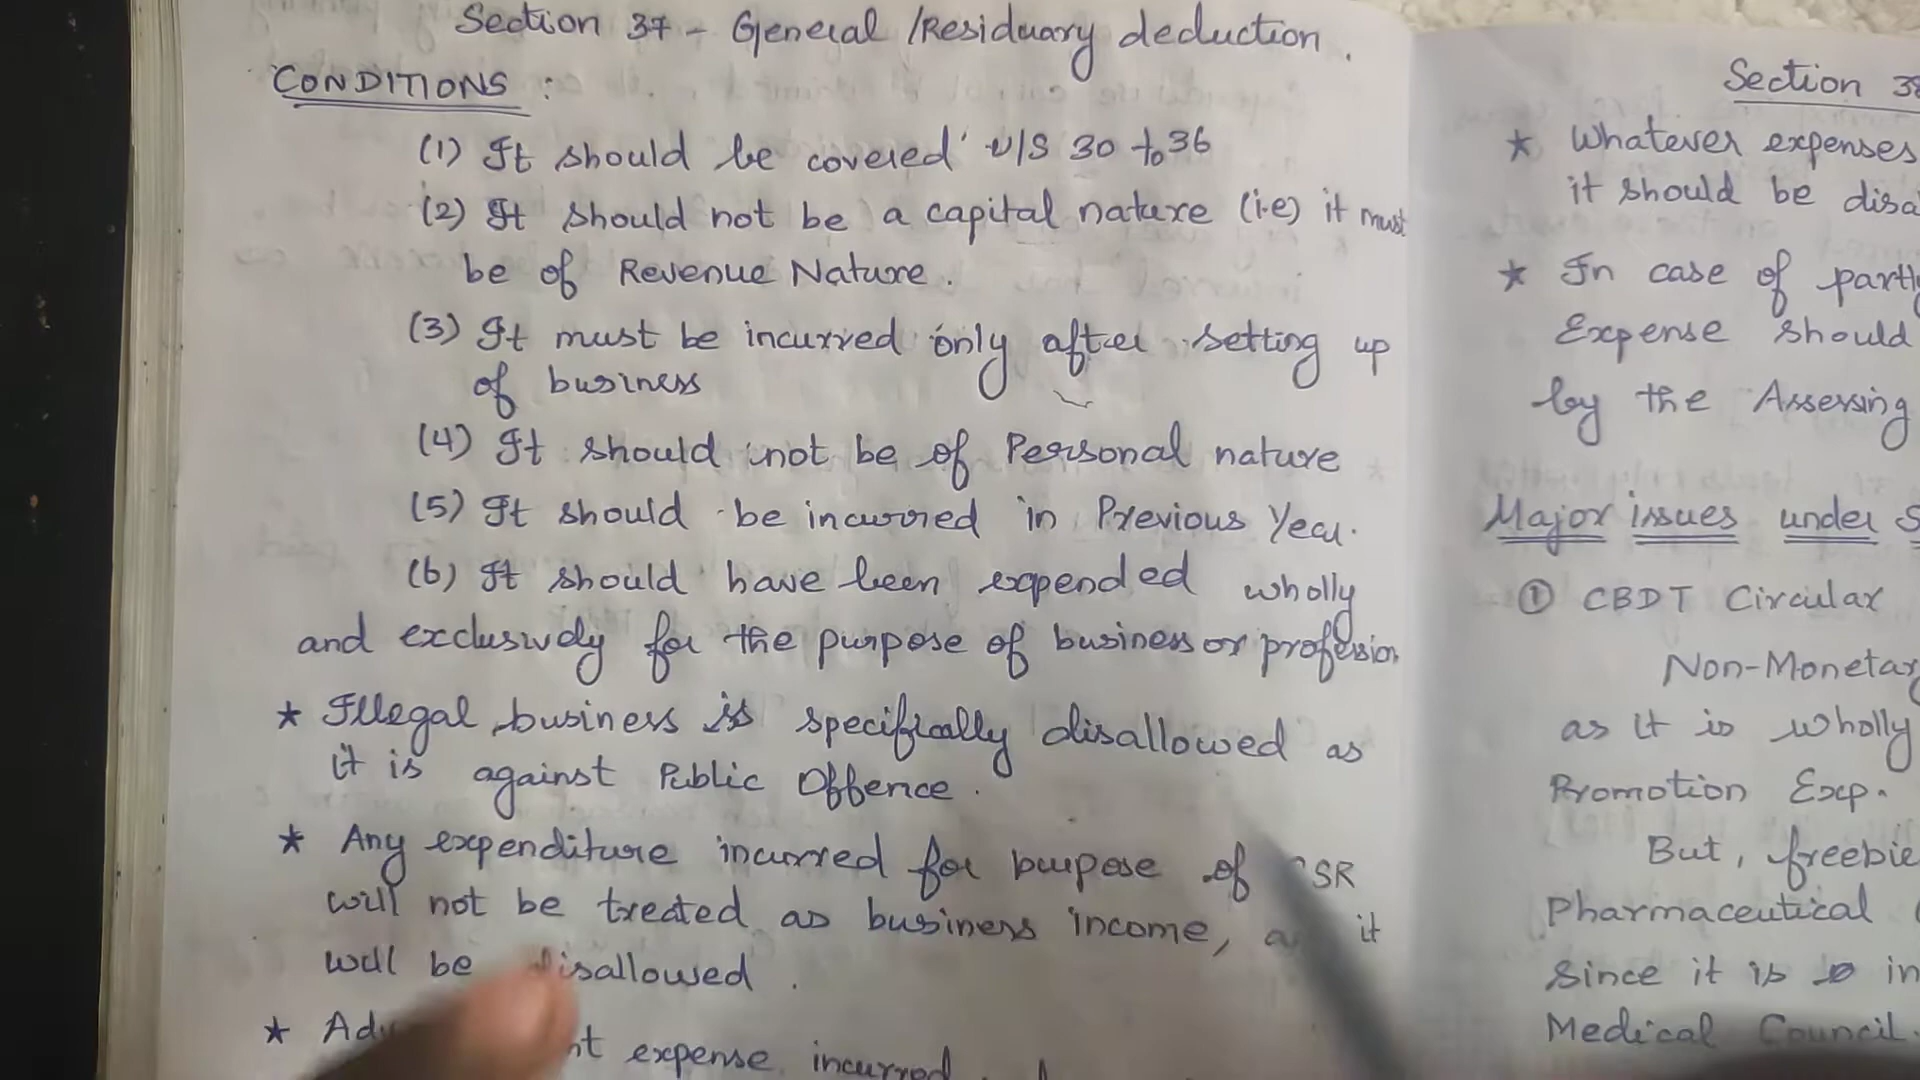 Section 37 - General /Residuary deduction.
CONDITIONS :
(1) It should be covered u/s 30 to 36
(2) It should not be a capital nature (i.e) it must
be of Revenue Nature.
(3) It must be incurred only after setting up
of business
(4) It should not be of Personal nature
(5) It should be incurred in Previous Year.
(6) It should have been expended wholly
and exclusively for the purpose of business or profession
* Illegal business is specifically disallowed as
it is against Public Offence.
* Any expenditure incurred for purpose of SR
will not be treated as business income, it
will be disallowed.
* expense incurred
Section
* Whatever expenses
it should be
* In case of
Expense should
by the Assessing
Major issues under
① CBDT Circular
as it is wholly
Promotion Exp.
But,
Pharmaceutical
Since it is in
Medical Council.